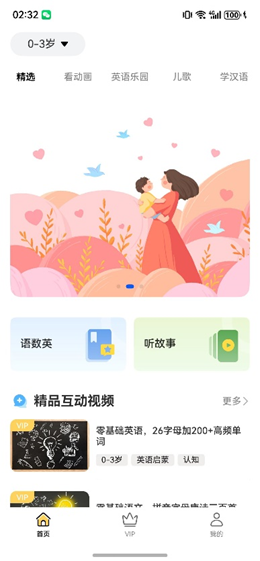 02:32
100
0-3岁
精选 看动画 英语乐园 儿歌 学汉语
语数英
听故事
精品互动视频
更多
VIP
零基础英语，26字母加200+高频单
词
0-3岁 英语启蒙 认知
VIP
首页 VIP 我的